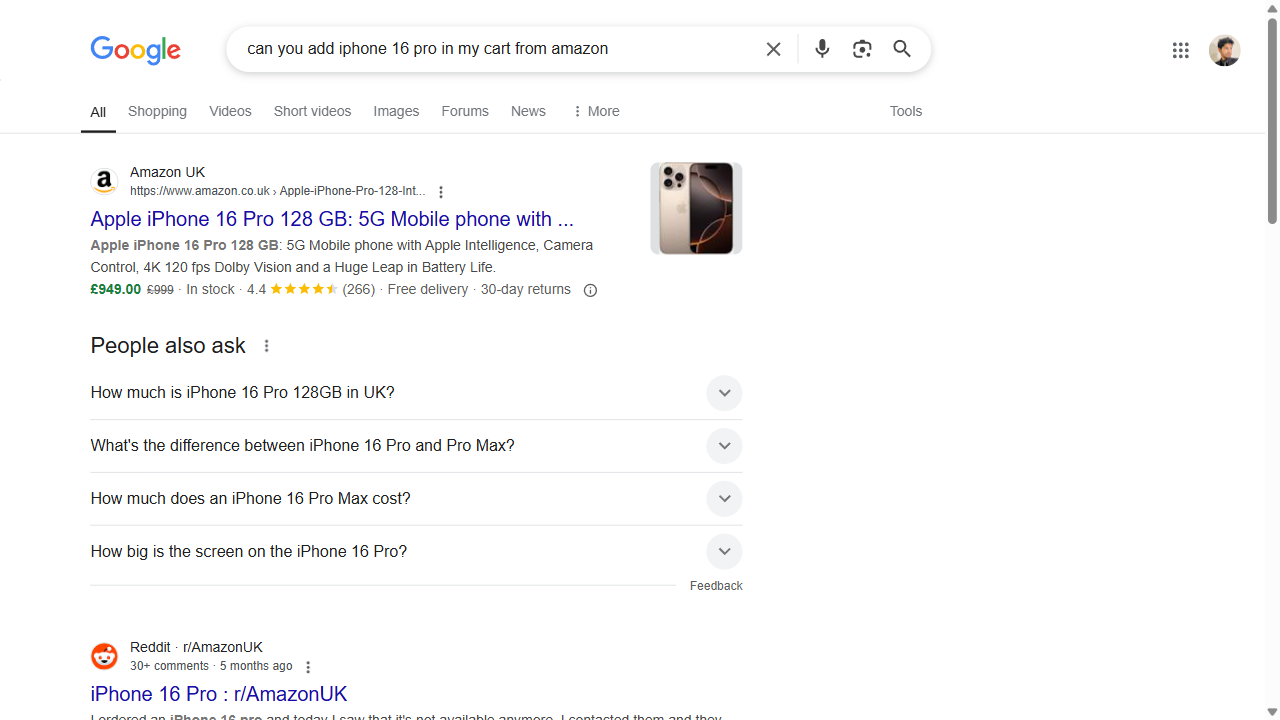 Google
can you add iphone 16 pro in my cart from amazon
All
Shopping
Videos
Short videos
Images
Forums
News
More
Tools
Amazon UK
https://www.amazon.co.uk › Apple-iPhone-Pro-128-Int...
Apple iPhone 16 Pro 128 GB: 5G Mobile phone with ...
Apple iPhone 16 Pro 128 GB: 5G Mobile phone with Apple Intelligence, Camera
Control, 4K 120 fps Dolby Vision and a Huge Leap in Battery Life.
£949.00 £999 · In stock · 4.4 ★★★★★ (266) · Free delivery · 30-day returns
People also ask
How much is iPhone 16 Pro 128GB in UK?
What's the difference between iPhone 16 Pro and Pro Max?
How much does an iPhone 16 Pro Max cost?
How big is the screen on the iPhone 16 Pro?
Feedback
Reddit · r/AmazonUK
30+ comments · 5 months ago
iPhone 16 Pro : r/AmazonUK
I ordered an iPhone 16 pro and today I saw that it's not available anymore. I contacted them and they